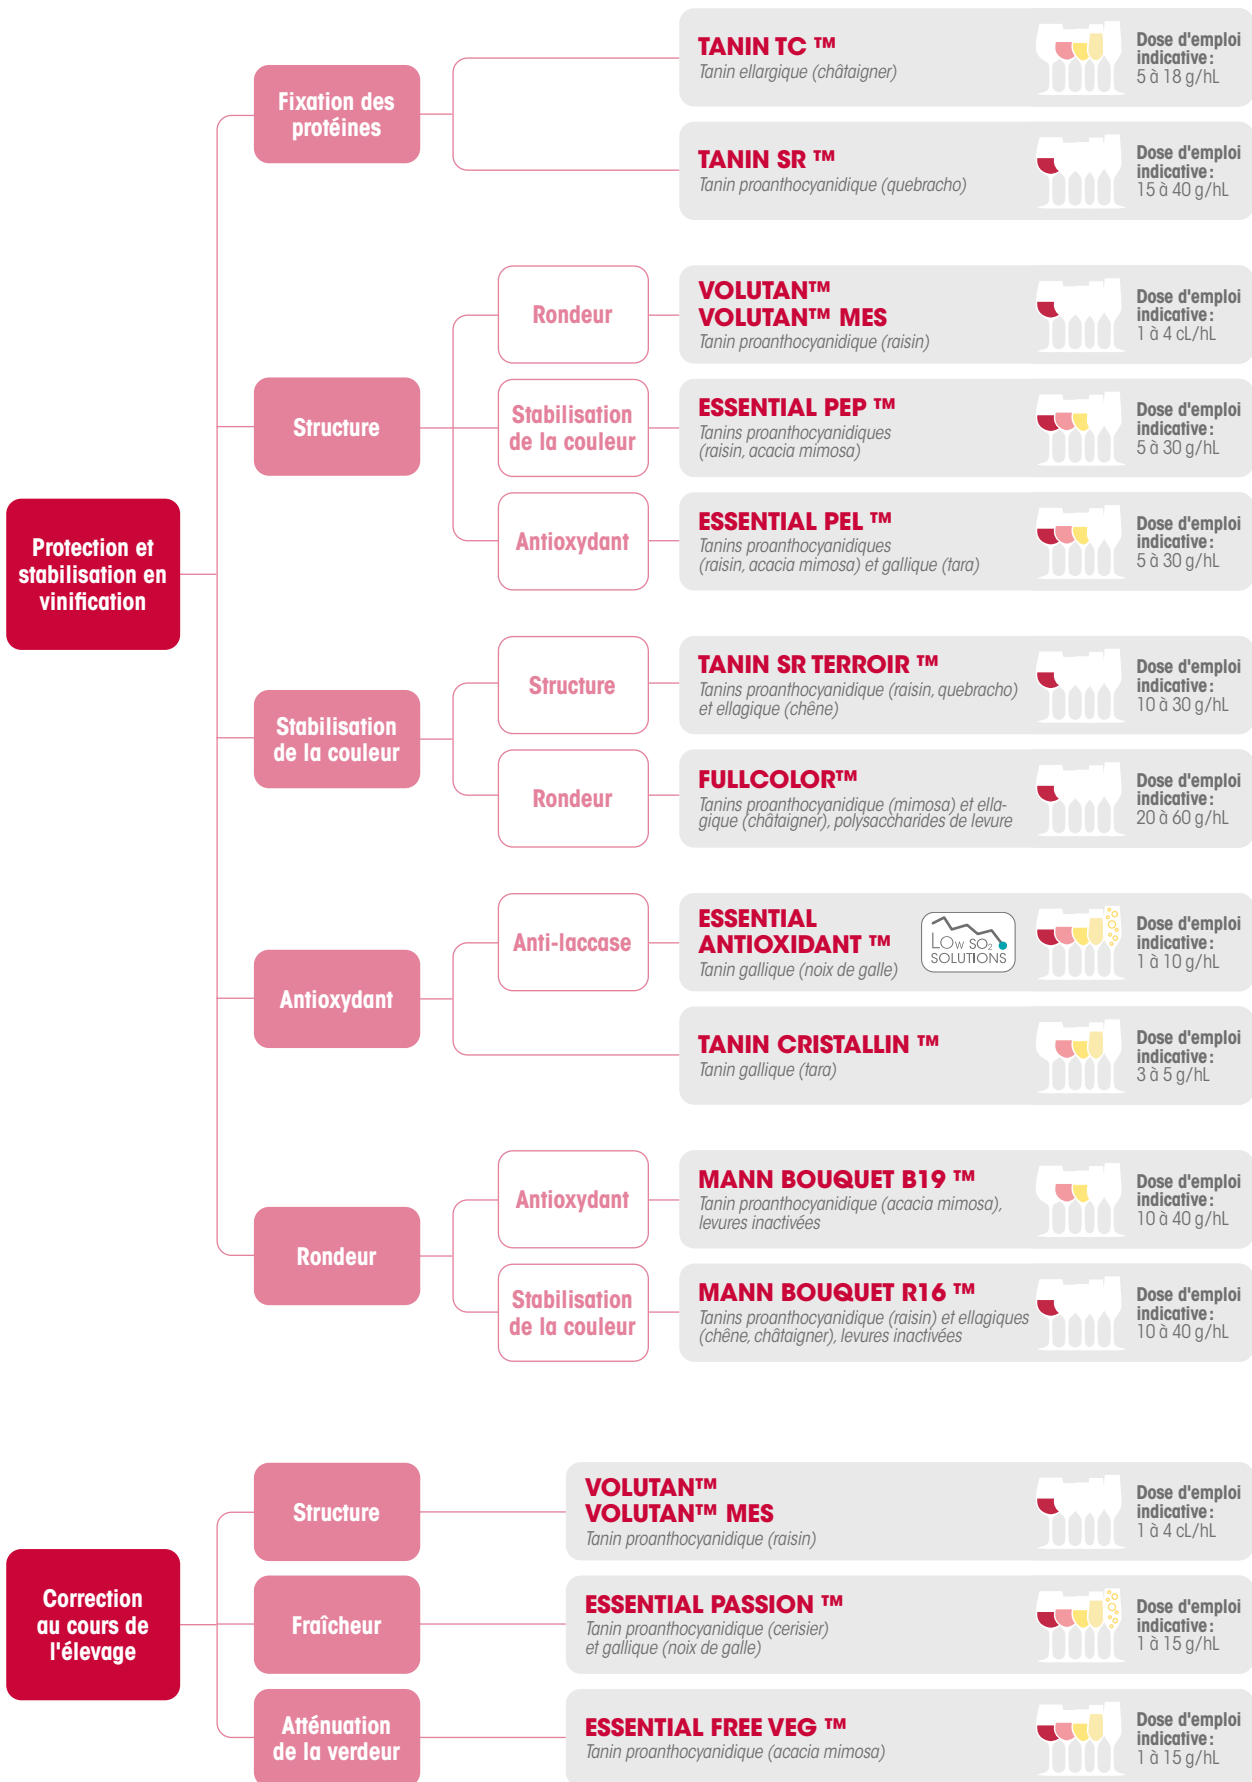 Protection et
stabilisation en
vinification
Fixation des
protéines
TANIN TC ™
Tanin ellargique (châtaigner)
Dose d'emploi
indicative :
5 à 18 g/hL
TANIN SR ™
Tanin proanthocyanidique (quebracho)
Dose d'emploi
indicative :
15 à 40 g/hL
Structure
Rondeur
VOLUTAN™
VOLUTAN™ MES
Tanin proanthocyanidique (raisin)
Dose d'emploi
indicative :
1 à 4 cL/hL
Stabilisation
de la couleur
ESSENTIAL PEP ™
Tanins proanthocyanidiques
(raisin, acacia mimosa)
Dose d'emploi
indicative :
5 à 30 g/hL
Antioxydant
ESSENTIAL PEL ™
Tanins proanthocyanidiques
(raisin, acacia mimosa) et gallique (tara)
Dose d'emploi
indicative :
5 à 30 g/hL
Stabilisation
de la couleur
Structure
TANIN SR TERROIR ™
Tanins proanthocyanidique (raisin, quebracho)
et ellagique (chêne)
Dose d'emploi
indicative :
10 à 30 g/hL
Rondeur
FULLCOLOR™
Tanins proanthocyanidique (mimosa) et ella-
gique (châtaigner), polysaccharides de levure
Dose d'emploi
indicative :
20 à 60 g/hL
Antioxydant
Anti-laccase
ESSENTIAL
ANTIOXIDANT ™
Tanin gallique (noix de galle)
LOW SO₂
SOLUTIONS
Dose d'emploi
indicative :
1 à 10 g/hL
TANIN CRISTALLIN ™
Tanin gallique (tara)
Dose d'emploi
indicative :
3 à 5 g/hL
Rondeur
Antioxydant
MANN BOUQUET B19 ™
Tanin proanthocyanidique (acacia mimosa),
levures inactivées
Dose d'emploi
indicative :
10 à 40 g/hL
Stabilisation
de la couleur
MANN BOUQUET R16 ™
Tanins proanthocyanidique (raisin) et ellagiques
(chêne, châtaigner), levures inactivées
Dose d'emploi
indicative :
10 à 40 g/hL
Correction
au cours de
l'élevage
Structure
VOLUTAN™
VOLUTAN™ MES
Tanin proanthocyanidique (raisin)
Dose d'emploi
indicative :
1 à 4 cL/hL
Fraîcheur
ESSENTIAL PASSION ™
Tanin proanthocyanidique (cerisier)
et gallique (noix de galle)
Dose d'emploi
indicative :
1 à 15 g/hL
Atténuation
de la verdeur
ESSENTIAL FREE VEG ™
Tanin proanthocyanidique (acacia mimosa)
Dose d'emploi
indicative :
1 à 15 g/hL